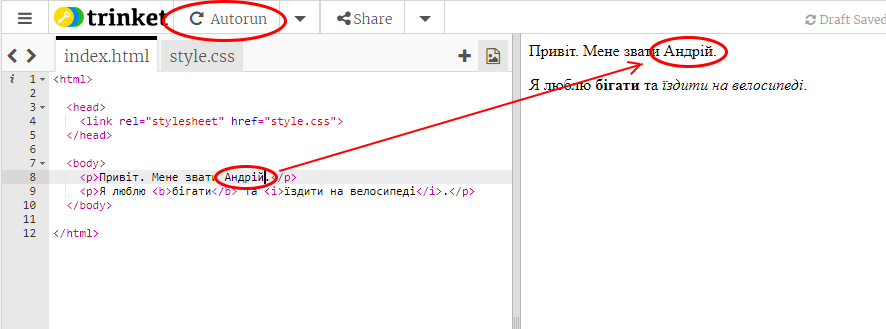 trinket Autorun Share Draft Saved
index.html style.css
1 <html>
2
3 <head>
4 <link rel="stylesheet" href="style.css">
5 </head>
6
7 <body>
8 <p>Привіт. Мене звати Андрій.</p>
9 <p>Я люблю <b>бігати</b> та <i>їздити на велосипеді</i>.</p>
10 </body>
11
12 </html>
Привіт. Мене звати Андрій.
Я люблю бігати та їздити на велосипеді.